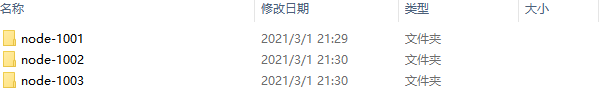 名称 修改日期 类型 大小
node-1001 2021/3/1 21:29 文件夹
node-1002 2021/3/1 21:30 文件夹
node-1003 2021/3/1 21:30 文件夹